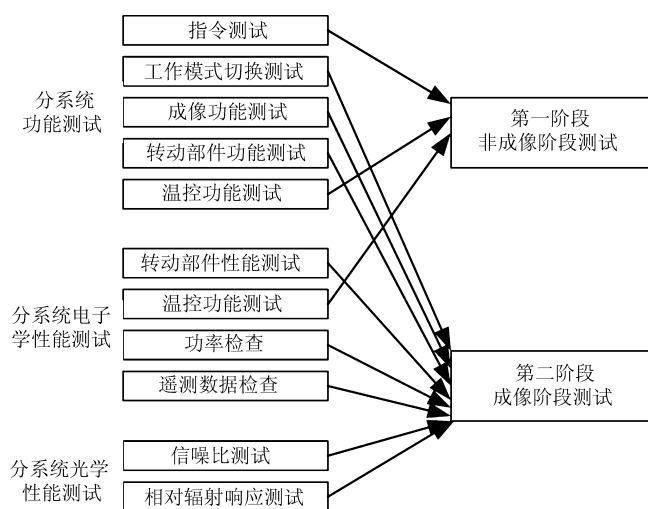 指令测试
工作模式切换测试
分系统
功能测试
成像功能测试
转动部件功能测试
温控功能测试
第一阶段
非成像阶段测试
转动部件性能测试
分系统电子
学性能测试
温控功能测试
功率检查
遥测数据检查
第二阶段
成像阶段测试
分系统光学
性能测试
信噪比测试
相对辐射响应测试